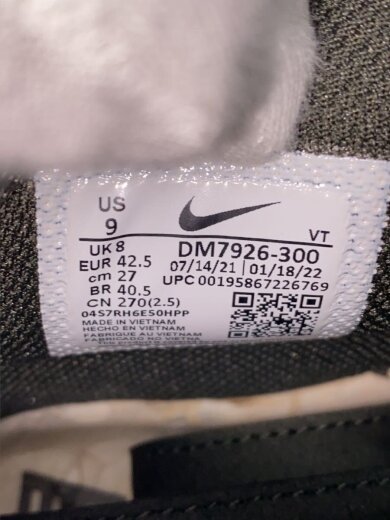 US
9
VT
UK 8
EUR 42.5
cm 27
BR 40.5
CN 270(2.5)
DM7926-300
07/14/21 | 01/18/22
UPC 00195867226769
04S7RH6ES0HPP
MADE IN VIETNAM
HECHO EN VIETNAM
FABRIQUE AU VIETNAM
FABRICADO NO VIETNAM